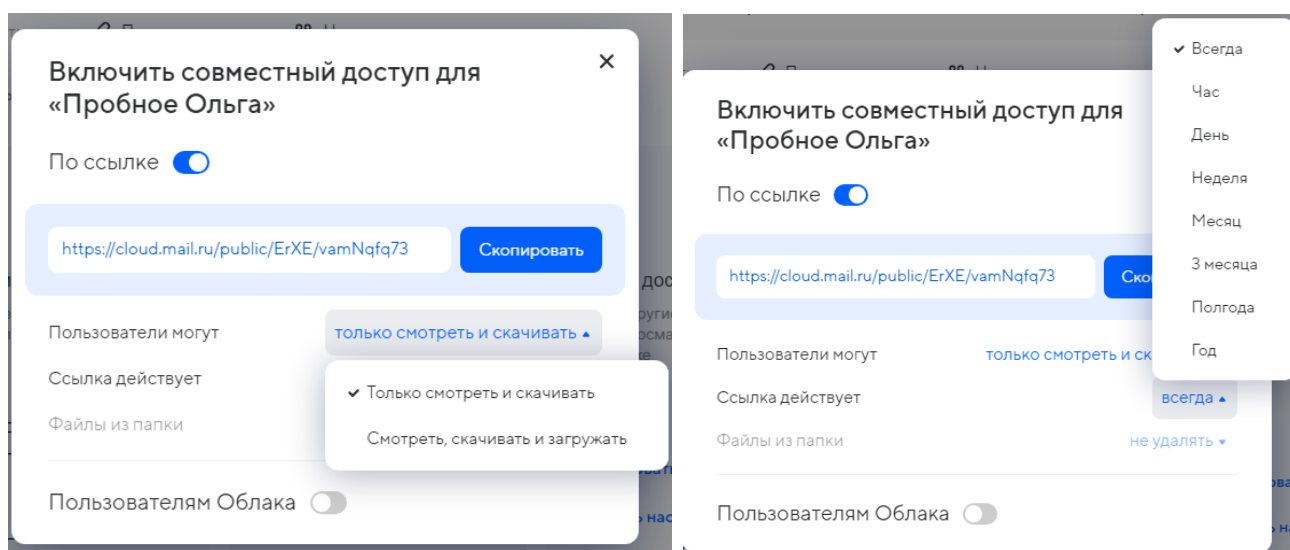 Включить совместный доступ для
«Пробное Ольга»
По ссылке
https://cloud.mail.ru/public/ErXE/vamNqfq73
Скопировать
Пользователи могут
только смотреть и скачивать
Ссылка действует
Только смотреть и скачивать
Файлы из папки
Смотреть, скачивать и загружать
Пользователям Облака
Всегда
Час
День
Неделя
Месяц
3 месяца
Полгода
Год
Включить совместный доступ для
«Пробное Ольга»
По ссылке
https://cloud.mail.ru/public/ErXE/vamNqfq73
Ско
Пользователи могут
только смотреть и ск
Ссылка действует
всегда
Файлы из папки
не удалять
Пользователям Облака